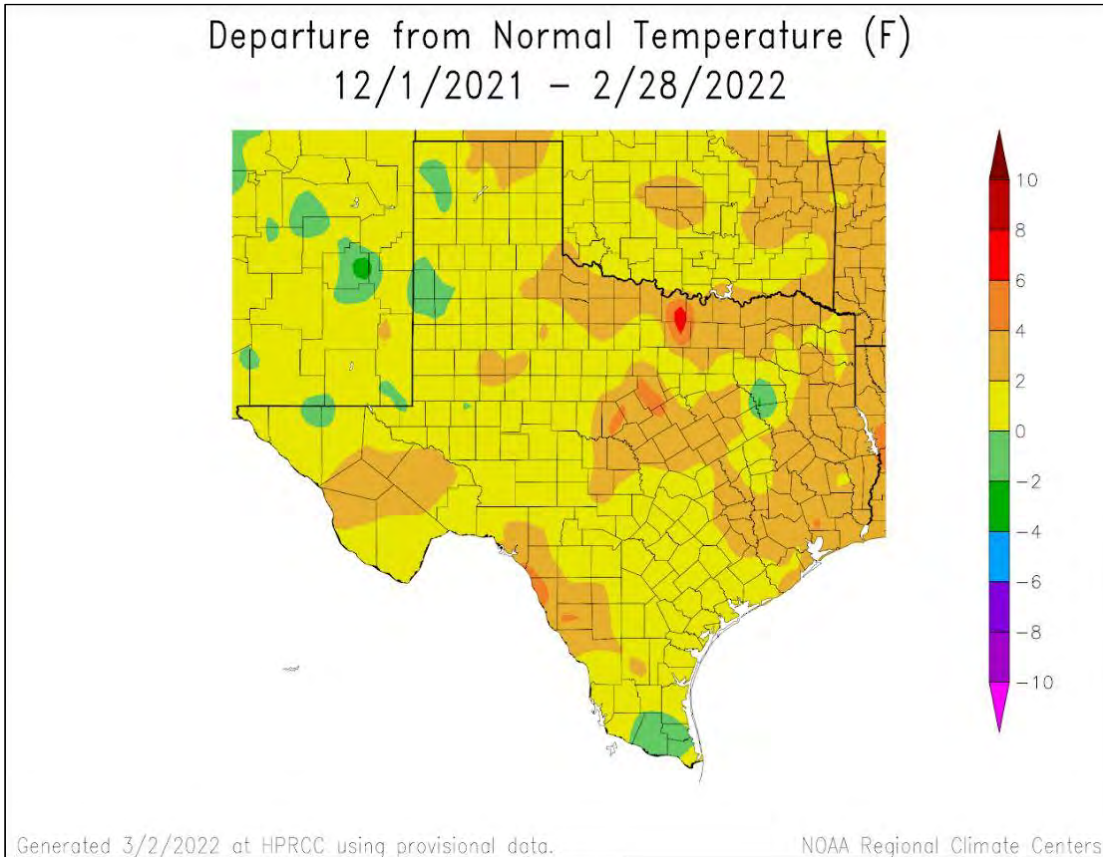 Departure from Normal Temperature (F)
12/1/2021 – 2/28/2022
10
8
6
4
2
0
-2
-4
-6
-8
-10
Generated 3/2/2022 at HPRCC using provisional data.
NOAA Regional Climate Centers